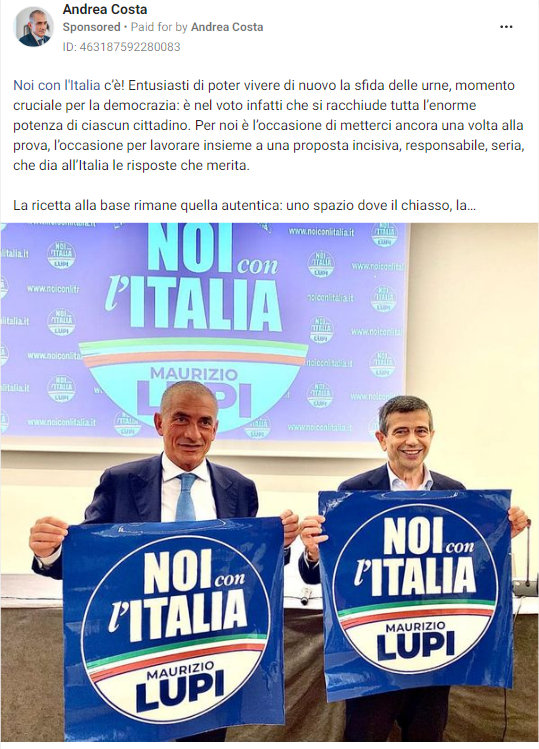 Andrea Costa
Sponsored • Paid for by Andrea Costa
ID: 463187592280083
Noi con l'Italia c'è! Entusiasti di poter vivere di nuovo la sfida delle urne, momento
cruciale per la democrazia: è nel voto infatti che si racchiude tutta l'enorme
potenza di ciascun cittadino. Per noi è l'occasione di metterci ancora una volta alla
prova, l'occasione per lavorare insieme a una proposta incisiva, responsabile, seria,
che dia all'Italia le risposte che merita.
La ricetta alla base rimane quella autentica: uno spazio dove il chiasso, la…
NOI con
l'ITALIA
MAURIZIO
LUPI
www.noiconlitalia.it
NOI con
l'ITALIA
MAURIZIO
LUPI
NOI con
l'ITALIA
MAURIZIO
LUPI